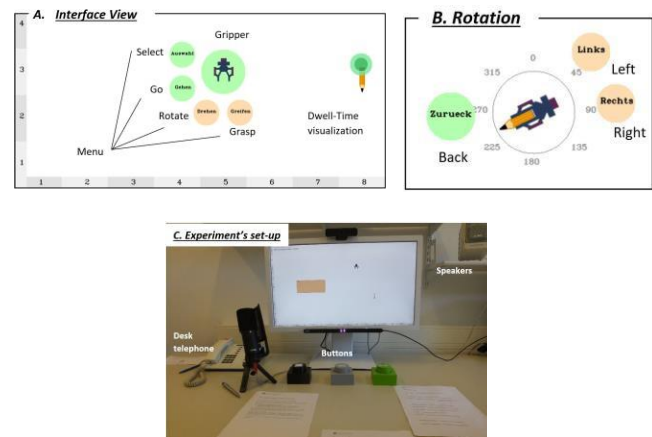 A. Interface View
Gripper
Select
Auswahl
Go
Gehen
Rotate
Drehen
Greifen
Grasp
Menu
Dwell-Time
visualization
4
3
2
1
1 2 3 4 5 6 7 8
B. Rotation
Links
Left
Rechts
Right
Zurueck
Back
0
45
90
135
180
225
270
315
C. Experiment's set-up
Speakers
Desk
telephone
Buttons